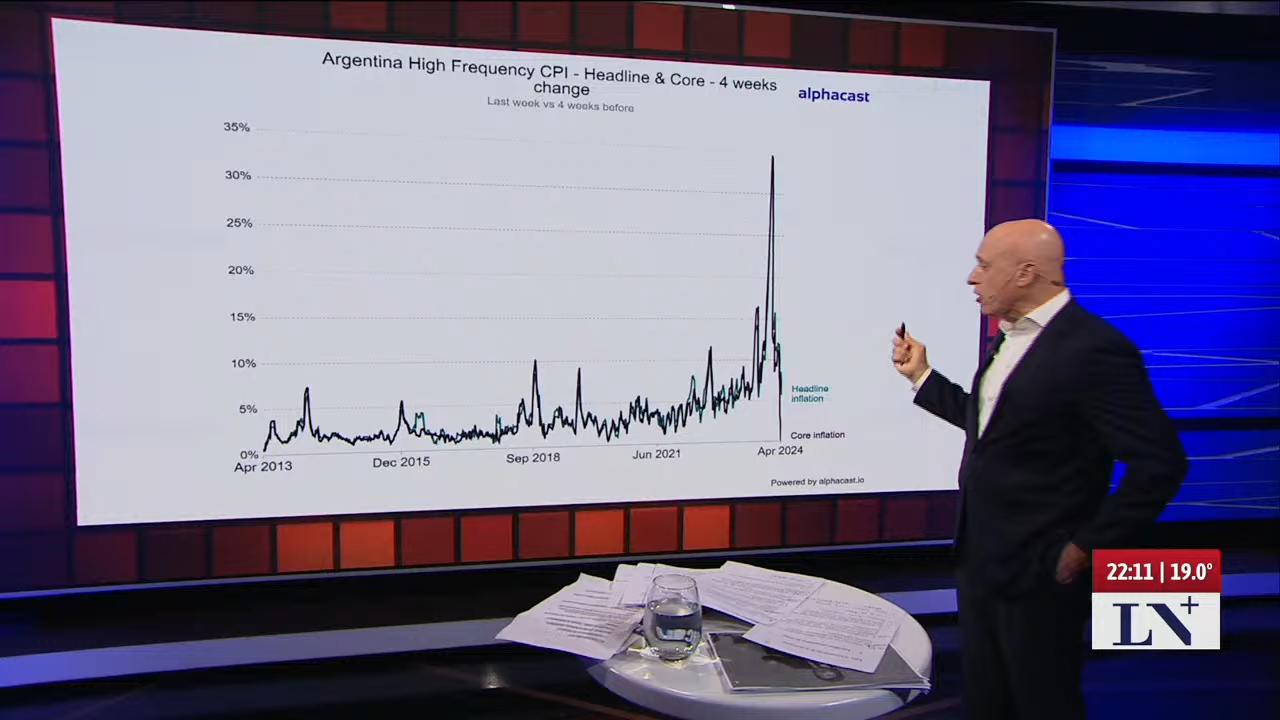 Argentina High Frequency CPI - Headline & Core - 4 weeks
change
Last week vs 4 weeks before
alphacast
35%
30%
25%
20%
15%
10%
5%
0%
Apr 2013
Dec 2015
Sep 2018
Jun 2021
Apr 2024
Headline
inflation
Core inflation
Powered by alphacast.io
22:11 | 19.0°
LN+